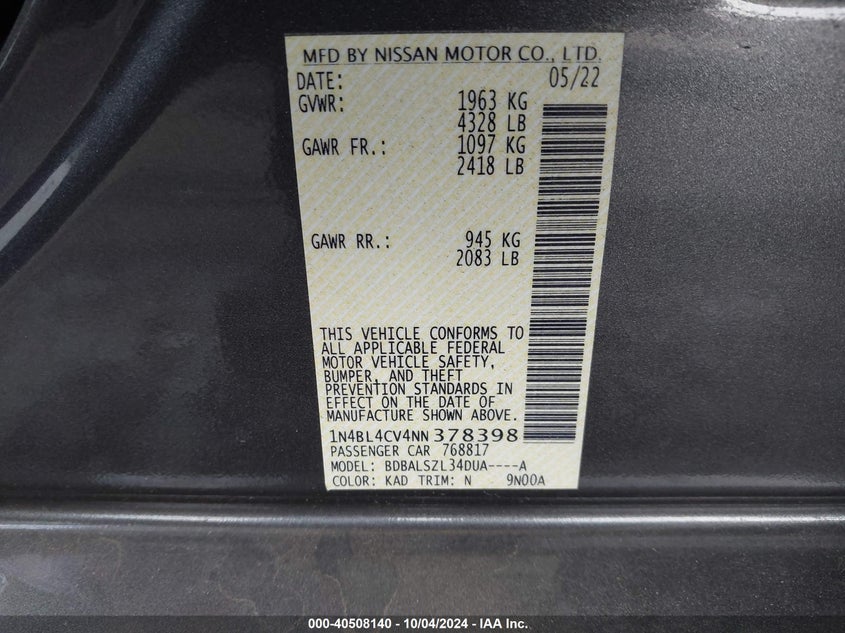 MFD BY NISSAN MOTOR CO., LTD.
DATE: 05/22
GVWR: 1963 KG
4328 LB
GAWR FR.: 1097 KG
2418 LB
GAWR RR.: 945 KG
2083 LB
THIS VEHICLE CONFORMS TO
ALL APPLICABLE FEDERAL
MOTOR VEHICLE SAFETY,
BUMPER, AND THEFT
PREVENTION STANDARDS IN
EFFECT ON THE DATE OF
MANUFACTURE SHOWN ABOVE.
1N4BL4CV4NN378398
PASSENGER CAR 768817
MODEL: BDBALSZL34DUA----A
COLOR: KAD TRIM: N 9N00A
000-40508140 - 10/04/2024 - IAA Inc.